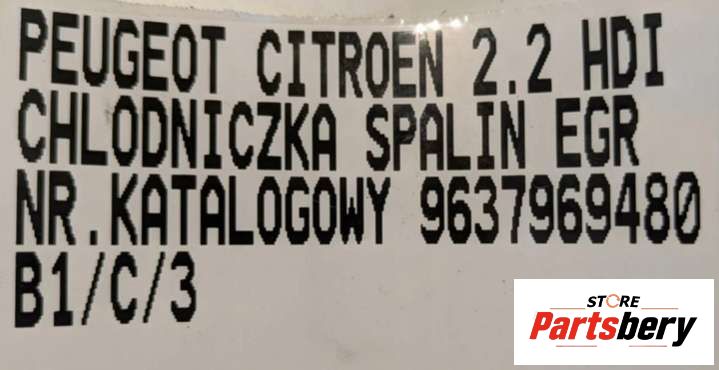 PEUGEOT CITROEN 2.2 HDI
CHLODNICZKA SPALIN EGR
NR.KATALOGOWY 9637969480
B1/C/3
STORE
Partsbery